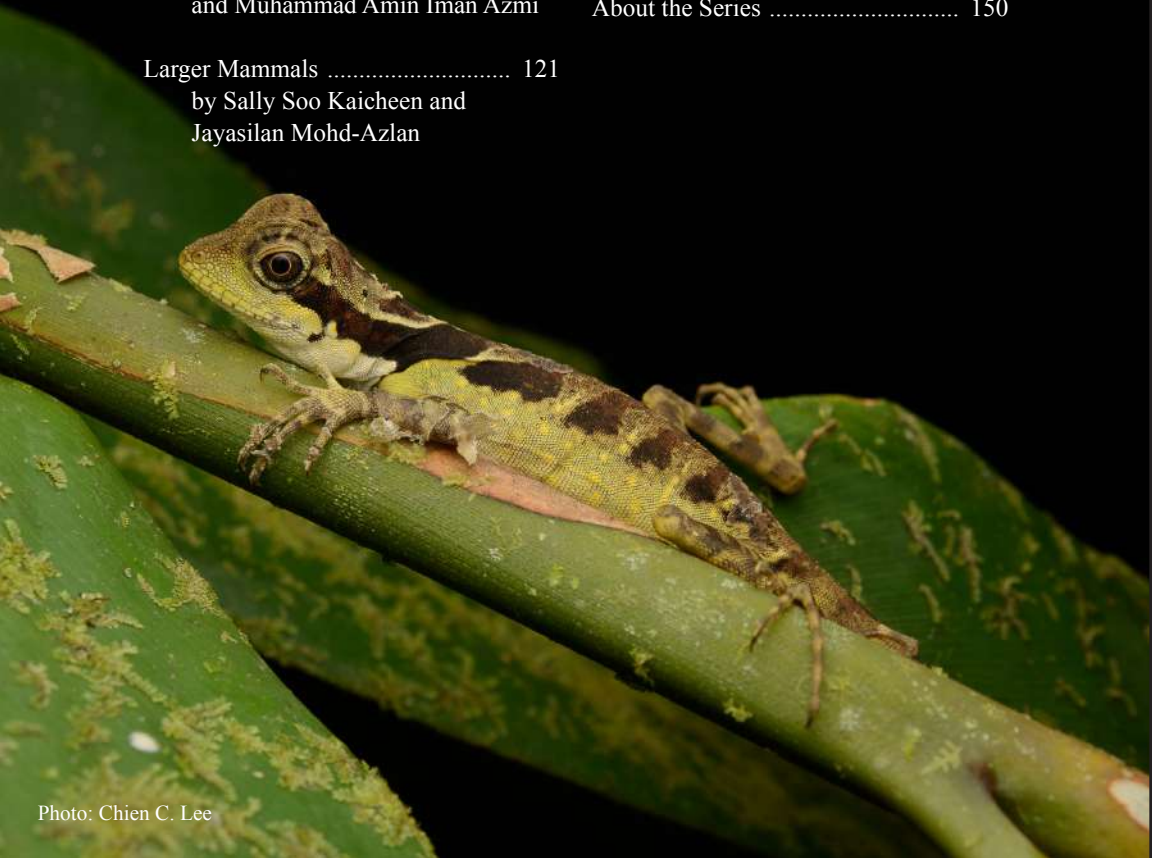 and Muhammad Amin Iman Azmi
Larger Mammals ............................. 121
by Sally Soo Kaicheen and
Jayasilan Mohd-Azlan
About the Series .............................. 150
Photo: Chien C. Lee